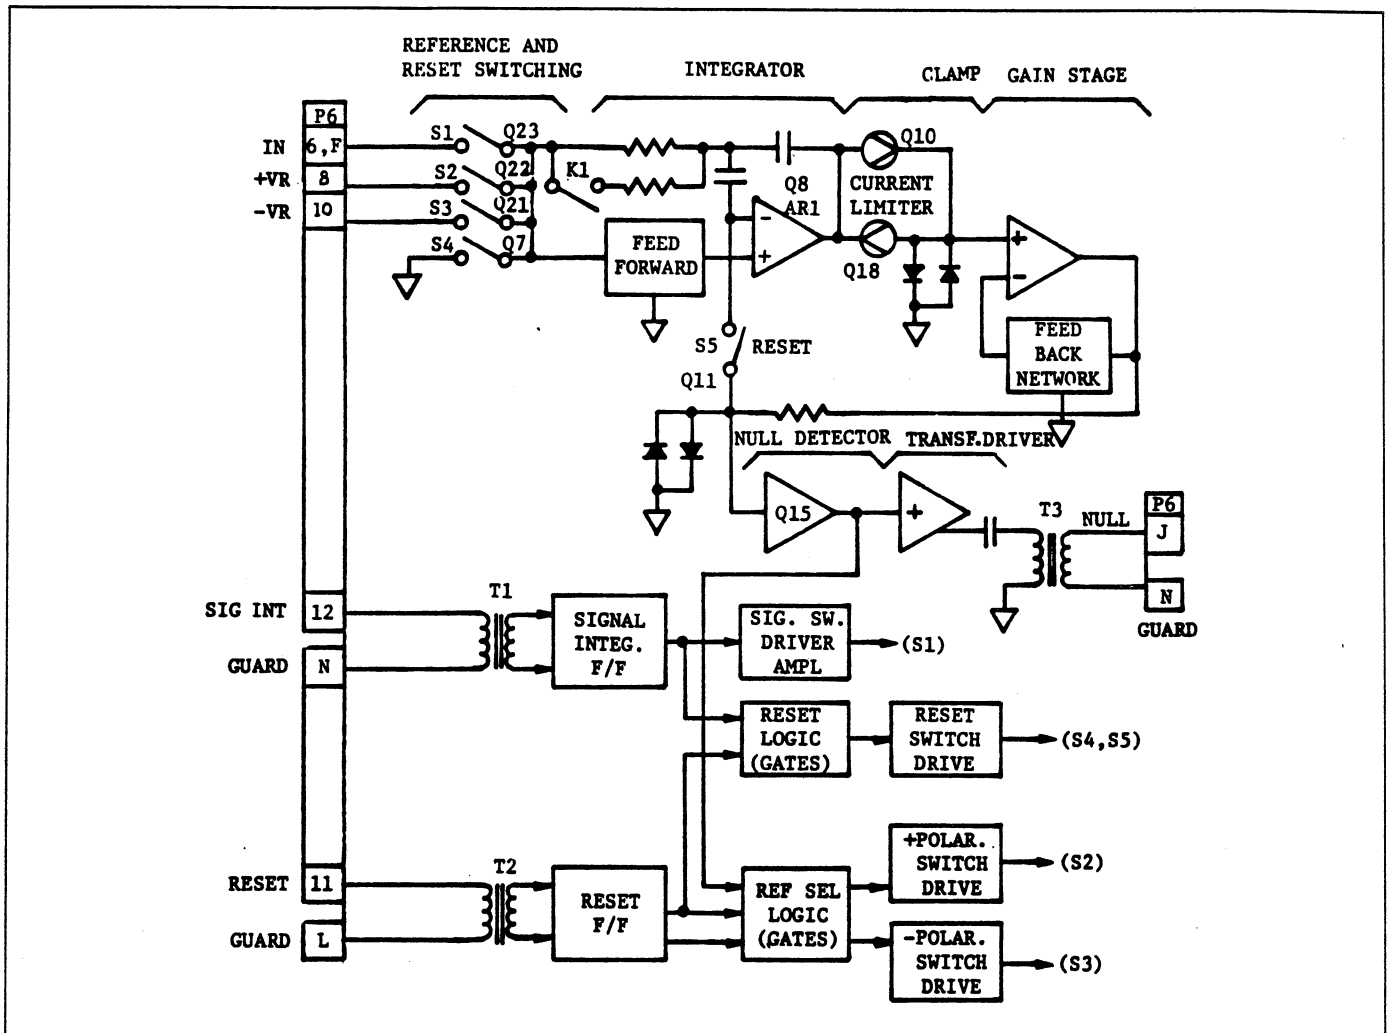 REFERENCE AND
RESET SWITCHING
INTEGRATOR
CLAMP
GAIN STAGE
P6
IN
6,F
S1
Q23
+VR
8
S2
Q22
K1
-VR
10
S3
Q21
S4
Q7
FEED
FORWARD
Q8
AR1
-
+
Q10
CURRENT
LIMITER
Q18
+
-
FEED
BACK
NETWORK
S5
RESET
Q11
NULL DETECTOR
TRANSF.DRIVER
Q15
+
T3
NULL
P6
J
N
GUARD
SIG INT
12
T1
GUARD
N
SIGNAL
INTEG.
F/F
SIG. SW.
DRIVER
AMPL
(S1)
RESET
LOGIC
(GATES)
RESET
SWITCH
DRIVE
(S4,S5)
RESET
11
T2
GUARD
L
RESET
F/F
REF SEL
LOGIC
(GATES)
+POLAR.
SWITCH
DRIVE
(S2)
-POLAR.
SWITCH
DRIVE
(S3)